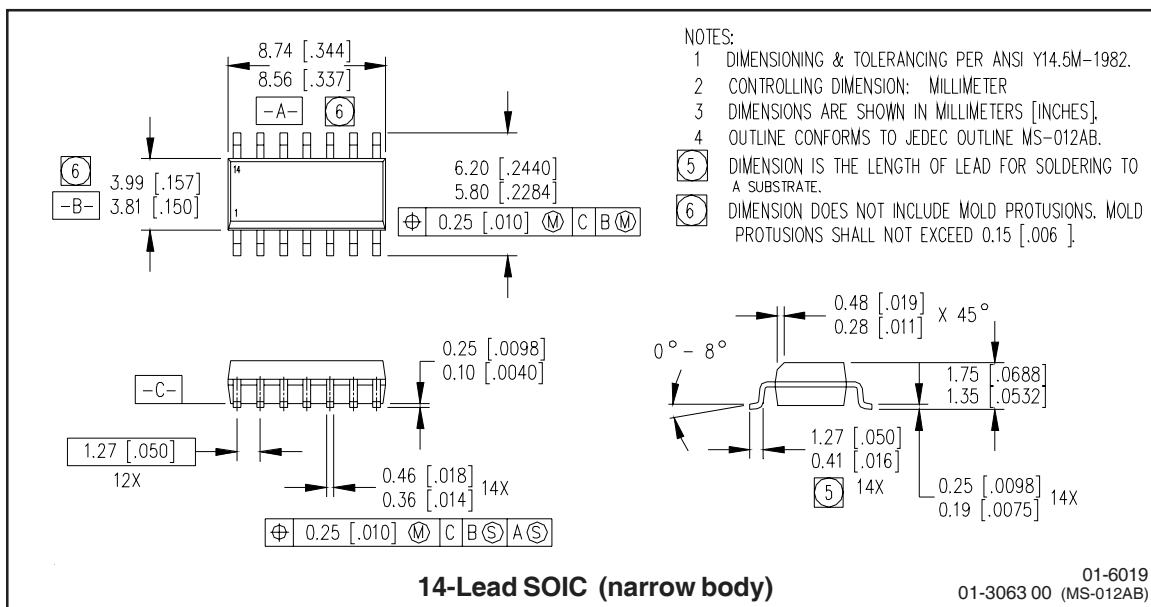 8.74 [.344]
8.56 [.337]
-A- 6
14
1
6
3.99 [.157]
3.81 [.150]
-B-
6.20 [.2440]
5.80 [.2284]
⌖ 0.25 [.010] Ⓜ C B Ⓜ
NOTES:
1 DIMENSIONING & TOLERANCING PER ANSI Y14.5M-1982.
2 CONTROLLING DIMENSION: MILLIMETER
3 DIMENSIONS ARE SHOWN IN MILLIMETERS [INCHES].
4 OUTLINE CONFORMS TO JEDEC OUTLINE MS-012AB.
5 DIMENSION IS THE LENGTH OF LEAD FOR SOLDERING TO
A SUBSTRATE.
6 DIMENSION DOES NOT INCLUDE MOLD PROTUSIONS. MOLD
PROTUSIONS SHALL NOT EXCEED 0.15 [.006 ].
-C-
0.25 [.0098]
0.10 [.0040]
1.27 [.050]
12X
0.46 [.018]
0.36 [.014] 14X
⌖ 0.25 [.010] Ⓜ C B Ⓢ A Ⓢ
0.48 [.019]
0.28 [.011] X 45°
0°-8°
1.75 [.0688]
1.35 [.0532]
1.27 [.050]
0.41 [.016]
5 14X
0.25 [.0098]
0.19 [.0075] 14X
14-Lead SOIC (narrow body)
01-6019
01-3063 00 (MS-012AB)